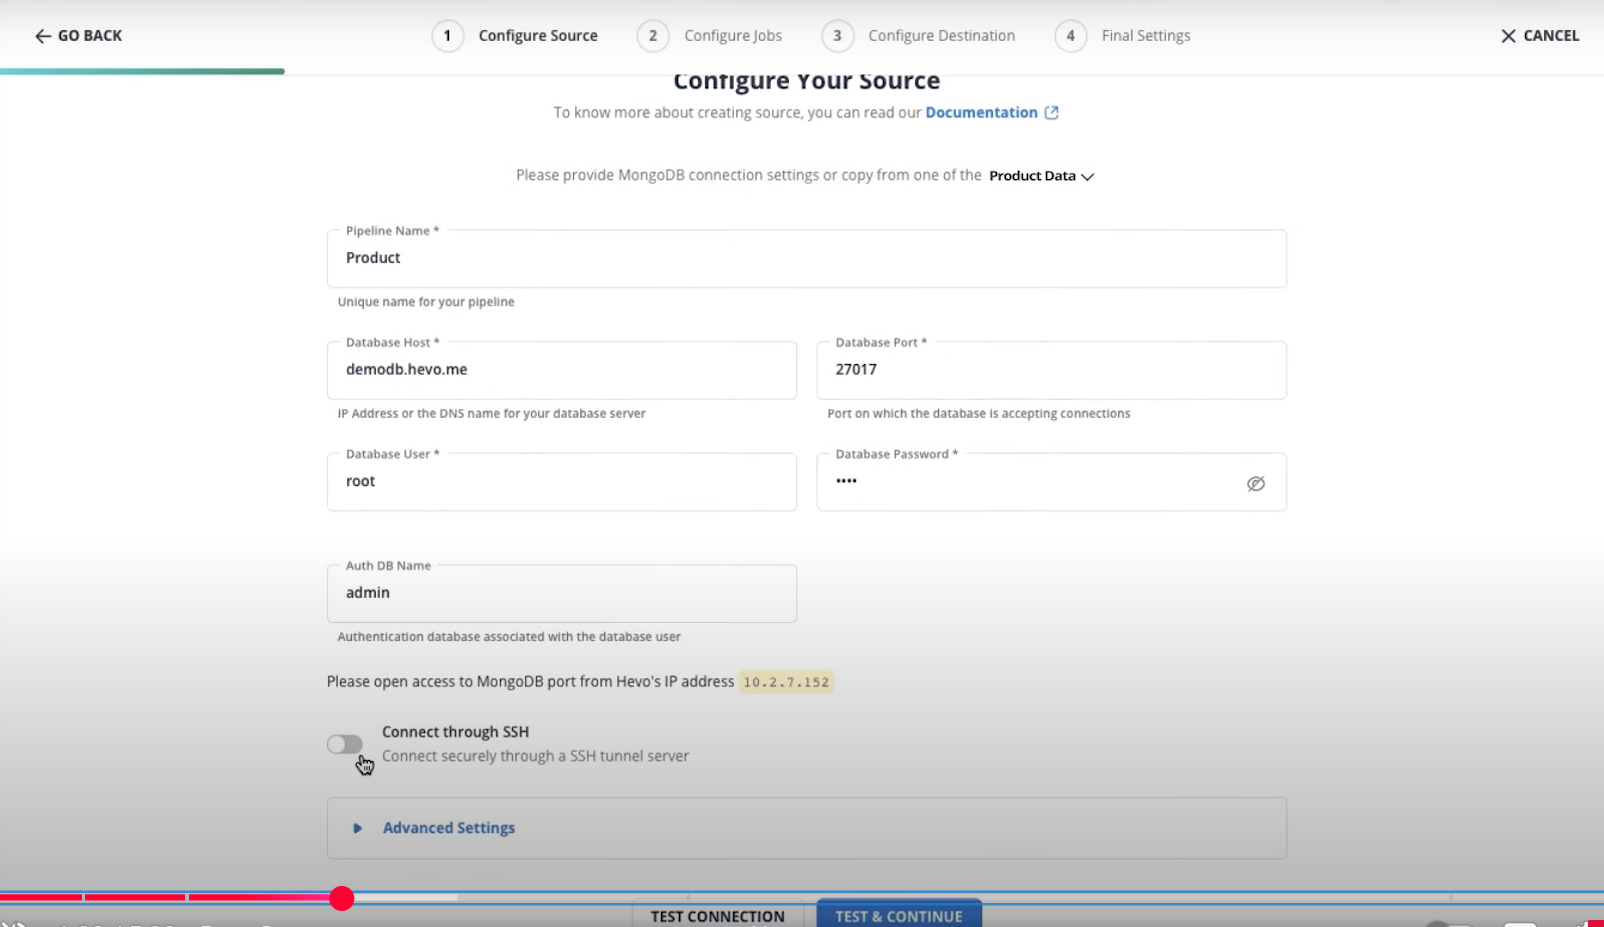 GO BACK
1 Configure Source
2 Configure Jobs
3 Configure Destination
4 Final Settings
CANCEL
Configure Your Source
To know more about creating source, you can read our Documentation
Please provide MongoDB connection settings or copy from one of the Product Data
Pipeline Name *
Product
Unique name for your pipeline
Database Host *
demodb.hevo.me
IP Address or the DNS name for your database server
Database Port *
27017
Port on which the database is accepting connections
Database User *
root
Database Password *
••••
Auth DB Name
admin
Authentication database associated with the database user
Please open access to MongoDB port from Hevo's IP address 10.2.7.152
Connect through SSH
Connect securely through a SSH tunnel server
Advanced Settings
TEST CONNECTION
TEST & CONTINUE